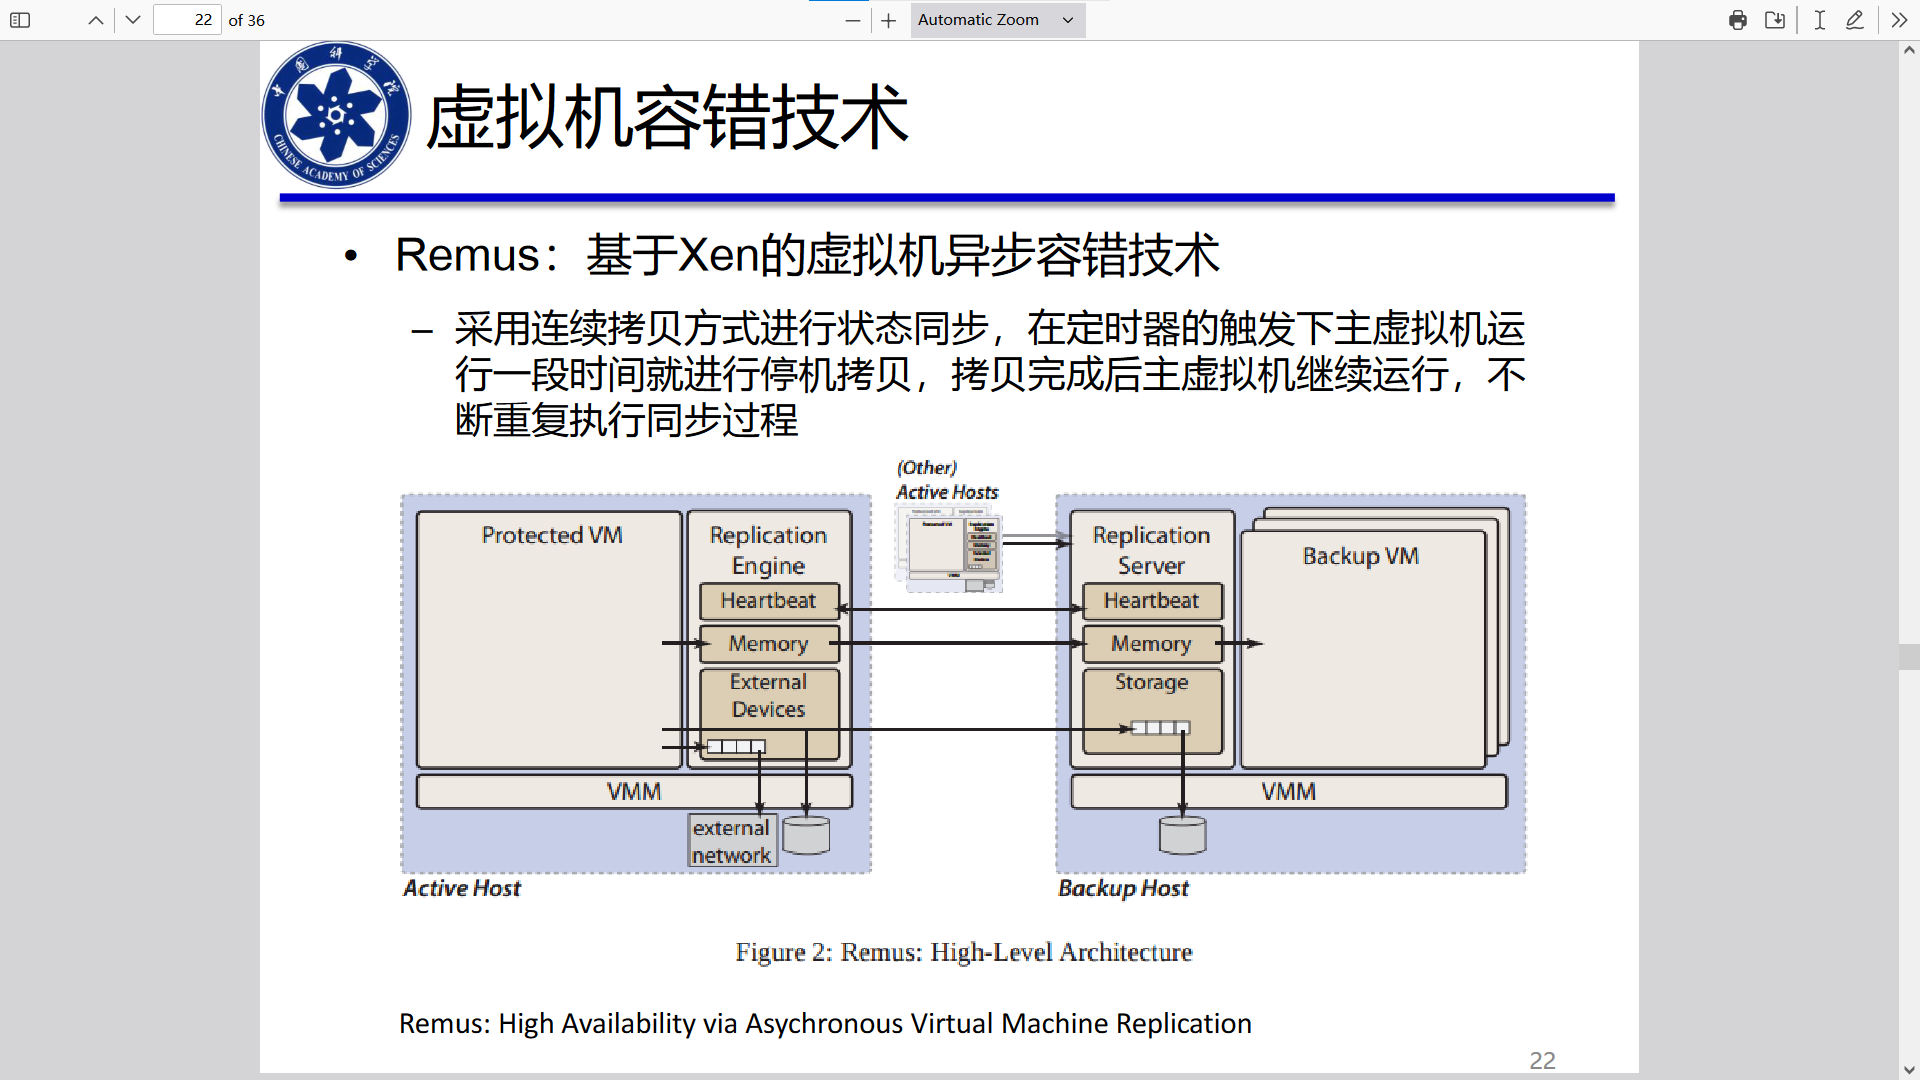 22 of 36
Automatic Zoom
中国科学院
CHINESE ACADEMY OF SCIENCES
虚拟机容错技术
• Remus：基于Xen的虚拟机异步容错技术
– 采用连续拷贝方式进行状态同步，在定时器的触发下主虚拟机运
行一段时间就进行停机拷贝，拷贝完成后主虚拟机继续运行，不
断重复执行同步过程
(Other)
Active Hosts
Protected VM
Replication
Engine
Heartbeat
Memory
External
Devices
VMM
external
network
Active Host
VMM
Replication
Server
Heartbeat
Memory
Storage
Backup VM
VMM
Backup Host
Figure 2: Remus: High-Level Architecture
Remus: High Availability via Asychronous Virtual Machine Replication
22